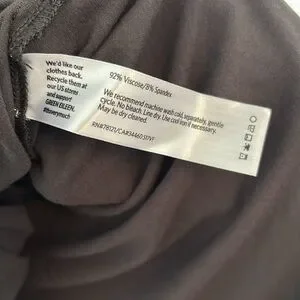 We'd like our
clothes back.
Recycle them at
our US stores
and support
GREEN EILEEN.
92% Viscose/8% Spandex
We recommend machine wash cold, separately, gentle
cycle. No bleach. Line dry. Use cool iron if necessary.
May be dry cleaned.